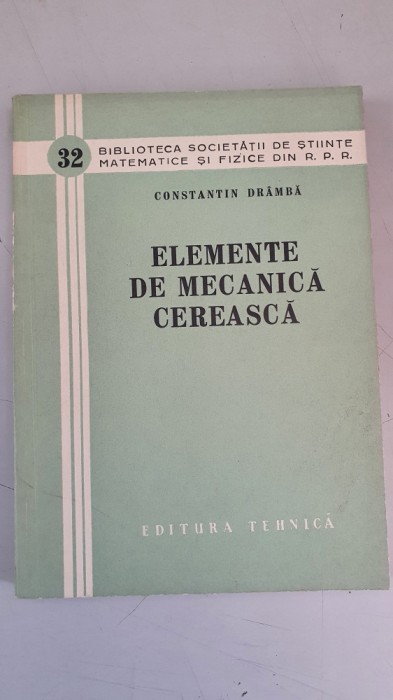 32
BIBLIOTECA SOCIETĂȚII DE ȘTIINȚE
MATEMATICE ȘI FIZICE DIN R. P. R.
CONSTANTIN DRÂMBĂ
ELEMENTE
DE MECANICĂ
CEREASCĂ
EDITURA TEHNICĂ